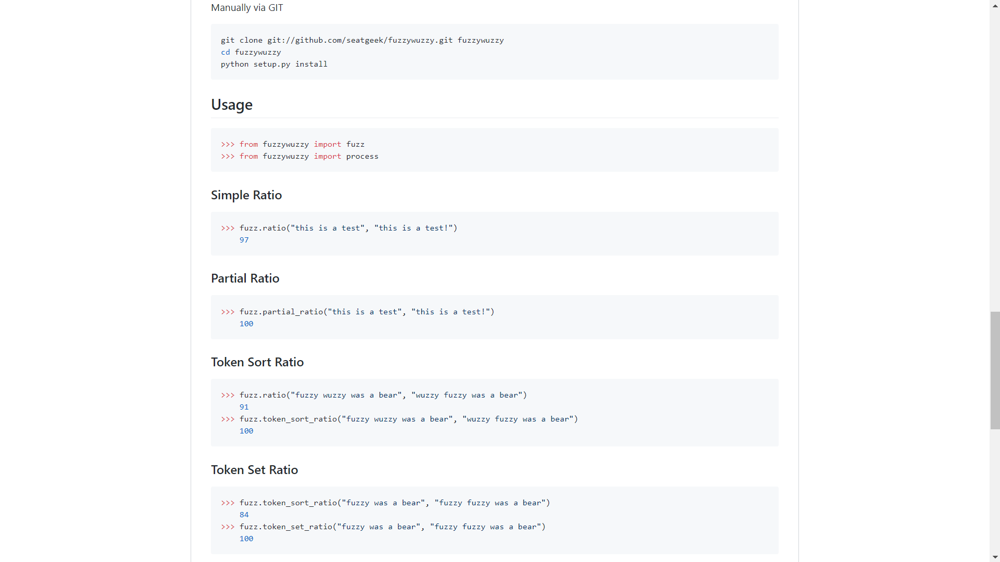 Manually via GIT
git clone git://github.com/seatgeek/fuzzywuzzy.git fuzzywuzzy
cd fuzzywuzzy
python setup.py install
Usage
>>> from fuzzywuzzy import fuzz
>>> from fuzzywuzzy import process
Simple Ratio
>>> fuzz.ratio("this is a test", "this is a test!")
    97
Partial Ratio
>>> fuzz.partial_ratio("this is a test", "this is a test!")
    100
Token Sort Ratio
>>> fuzz.ratio("fuzzy wuzzy was a bear", "wuzzy fuzzy was a bear")
    91
>>> fuzz.token_sort_ratio("fuzzy wuzzy was a bear", "wuzzy fuzzy was a bear")
    100
Token Set Ratio
>>> fuzz.token_sort_ratio("fuzzy was a bear", "fuzzy fuzzy was a bear")
    84
>>> fuzz.token_set_ratio("fuzzy was a bear", "fuzzy fuzzy was a bear")
    100